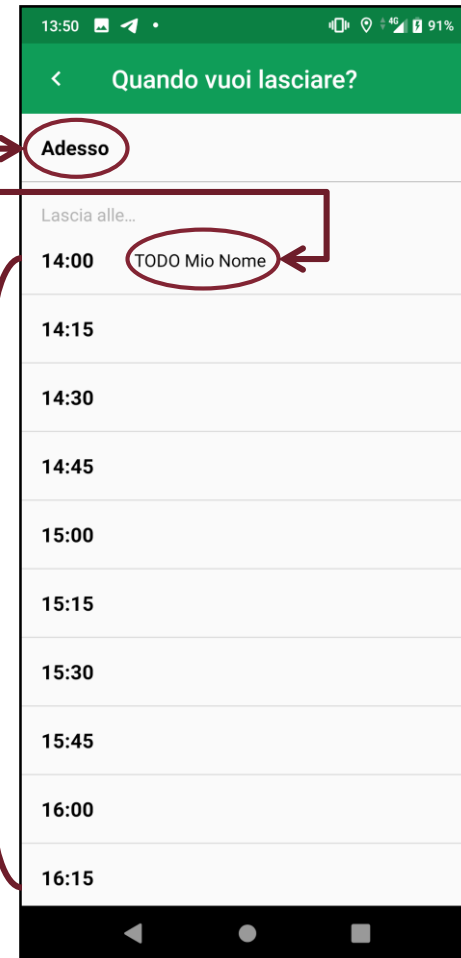 13:50 4G 91%
Quando vuoi lasciare?
Adesso
Lascia alle...
14:00 TODO Mio Nome
14:15
14:30
14:45
15:00
15:15
15:30
15:45
16:00
16:15